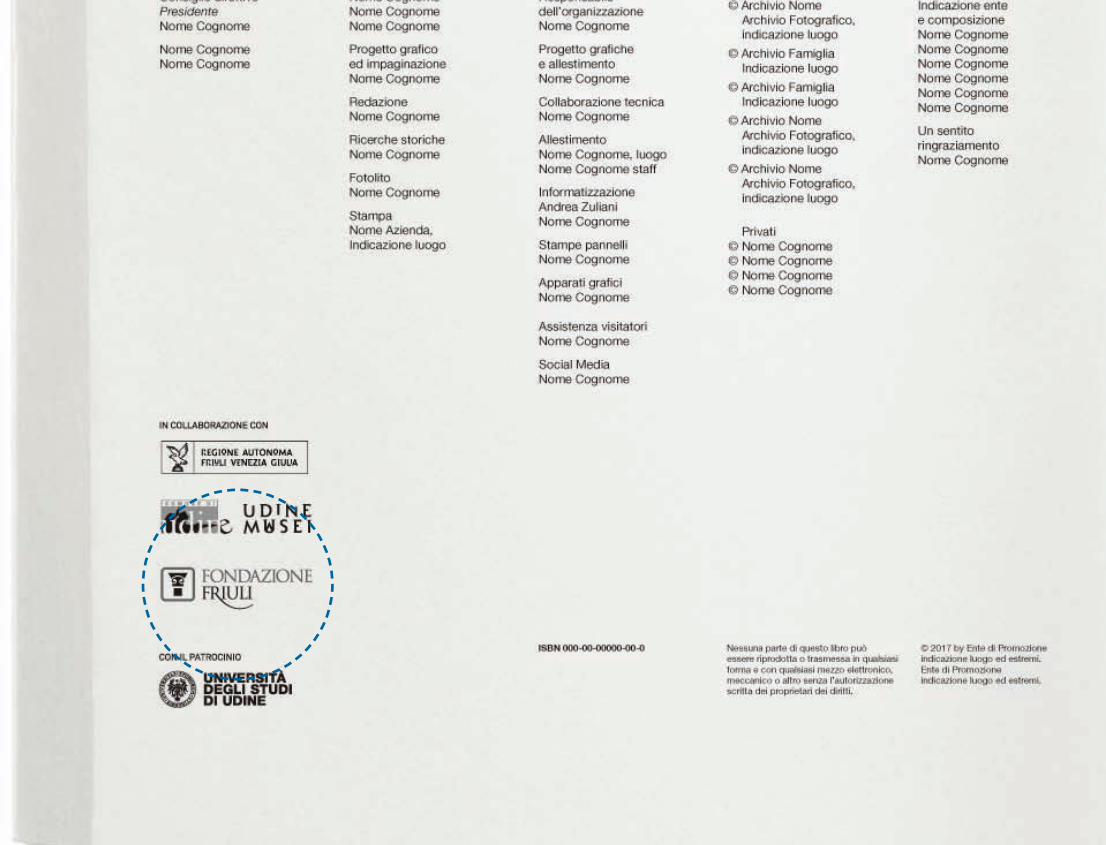 Presidente
Nome Cognome
Nome Cognome
Nome Cognome
Nome Cognome
Nome Cognome
Progetto grafico
ed impaginazione
Nome Cognome
Redazione
Nome Cognome
Ricerche storiche
Nome Cognome
Fotolito
Nome Cognome
Stampa
Nome Azienda,
Indicazione luogo
dell'organizzazione
Nome Cognome
Progetto grafiche
e allestimento
Nome Cognome
Collaborazione tecnica
Nome Cognome
Allestimento
Nome Cognome, luogo
Nome Cognome staff
Informatizzazione
Andrea Zuliani
Nome Cognome
Stampe pannelli
Nome Cognome
Apparati grafici
Nome Cognome
Assistenza visitatori
Nome Cognome
Social Media
Nome Cognome
© Archivio Nome
Archivio Fotografico,
indicazione luogo
© Archivio Famiglia
Indicazione luogo
© Archivio Famiglia
Indicazione luogo
© Archivio Nome
Archivio Fotografico,
indicazione luogo
© Archivio Nome
Archivio Fotografico,
indicazione luogo
Privati
© Nome Cognome
© Nome Cognome
© Nome Cognome
© Nome Cognome
Indicazione ente
e composizione
Nome Cognome
Nome Cognome
Nome Cognome
Nome Cognome
Nome Cognome
Nome Cognome
Un sentito
ringraziamento
Nome Cognome
IN COLLABORAZIONE CON
REGIONE AUTONOMA
FRIULI VENEZIA GIULIA
UDINE
MUSEI
FONDAZIONE
FRIULI
CON IL PATROCINIO
UNIVERSITÀ
DEGLI STUDI
DI UDINE
ISBN 000-00-00000-00-0
Nessuna parte di questo libro può
essere riprodotta o trasmessa in qualsiasi
forma e con qualsiasi mezzo elettronico,
meccanico o altro senza l'autorizzazione
scritta dei proprietari dei diritti.
© 2017 by Ente di Promozione
indicazione luogo ed estremi.
Ente di Promozione
indicazione luogo ed estremi.